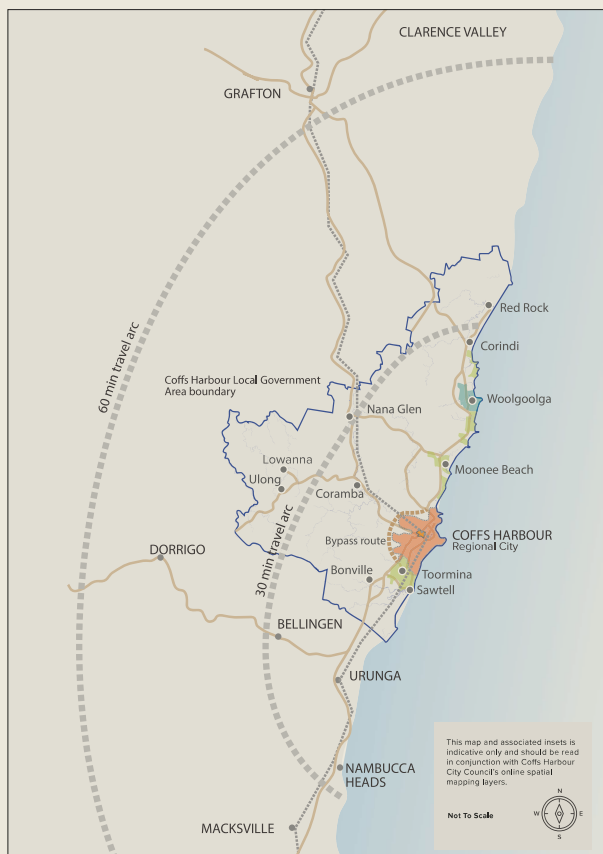 CLARENCE VALLEY
GRAFTON
60 min travel arc
Red Rock
Corindi
Coffs Harbour Local Government
Area boundary
Woolgoolga
Nana Glen
Lowanna
Moonee Beach
Ulong
Coramba
30 min travel arc
COFFS HARBOUR
Regional City
Bypass route
DORRIGO
Bonville
Toormina
Sawtell
BELLINGEN
URUNGA
NAMBUCCA
HEADS
MACKSVILLE
This map and associated insets is
indicative only and should be read
in conjunction with Coffs Harbour
City Council's online spatial
mapping layers.
Not To Scale
N
W
E
S